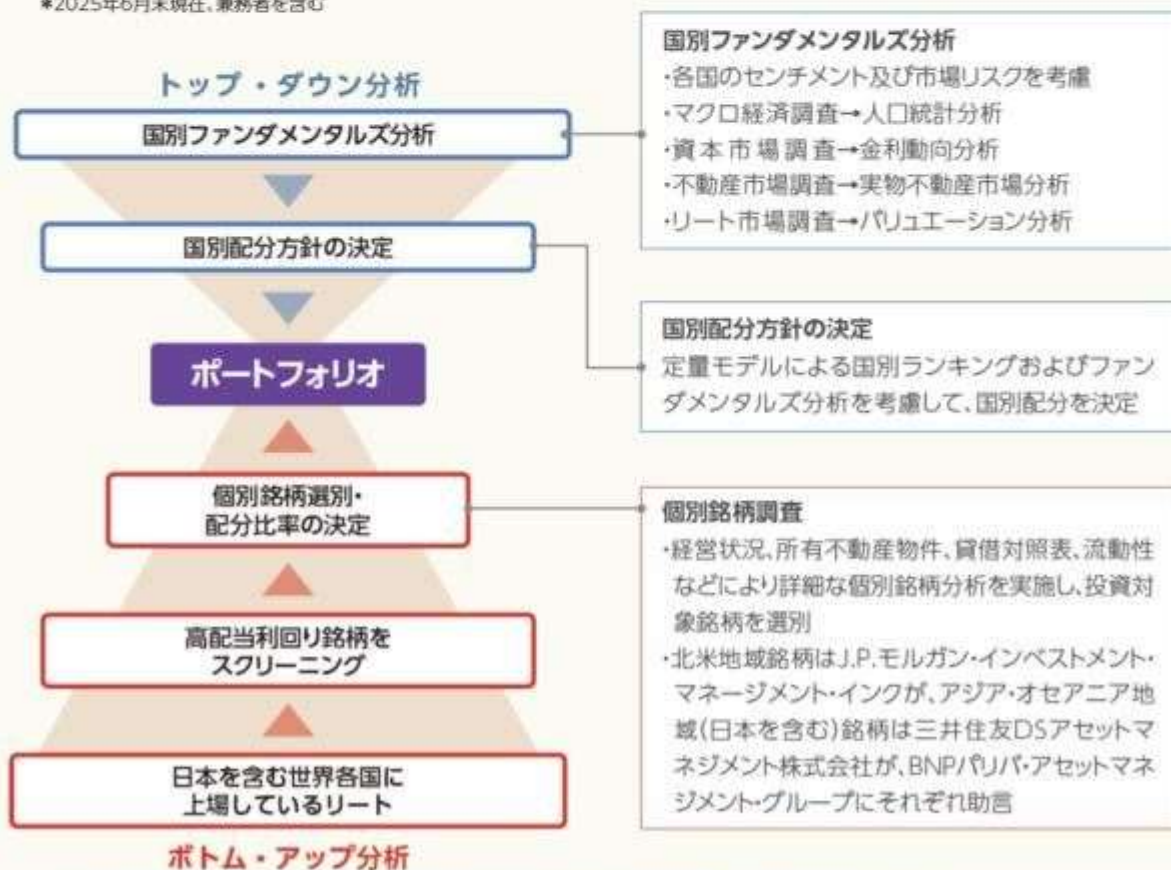 *2025年6月末現在、兼務者を含む
トップ・ダウン分析
国別ファンダメンタルズ分析
国別配分方針の決定
ポートフォリオ
個別銘柄選別・
配分比率の決定
高配当利回り銘柄を
スクリーニング
日本を含む世界各国に
上場しているリート
ボトム・アップ分析
国別ファンダメンタルズ分析
・各国のセンチメント及び市場リスクを考慮
・マクロ経済調査→人口統計分析
・資本市場調査→金利動向分析
・不動産市場調査→実物不動産市場分析
・リート市場調査→バリュエーション分析
国別配分方針の決定
定量モデルによる国別ランキングおよびファン
ダメンタルズ分析を考慮して、国別配分を決定
個別銘柄調査
・経営状況、所有不動産物件、貸借対照表、流動性
などにより詳細な個別銘柄分析を実施し、投資対
象銘柄を選別
・北米地域銘柄はJ.P.モルガン・インベストメント・
マネージメント・インクが、アジア・オセアニア地
域(日本を含む)銘柄は三井住友DSアセットマ
ネジメント株式会社が、BNPパリバ・アセットマネ
ジメント・グループにそれぞれ助言